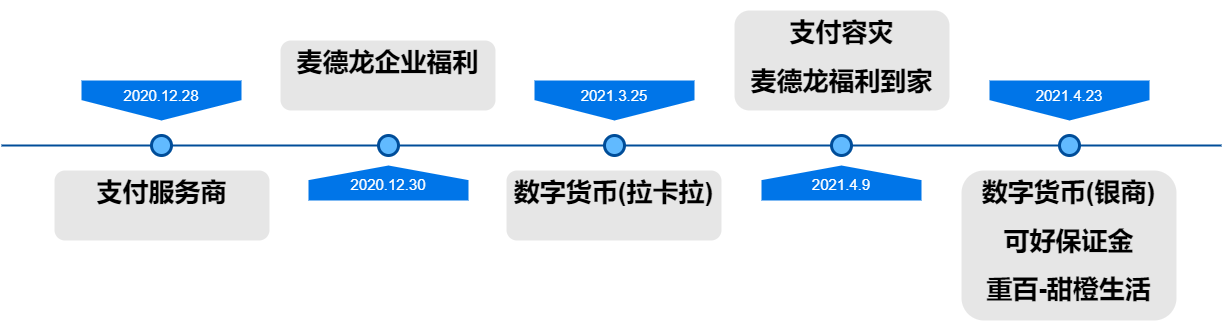 2020.12.28
支付服务商
麦德龙企业福利
2020.12.30
2021.3.25
数字货币(拉卡拉)
支付容灾
麦德龙福利到家
2021.4.9
2021.4.23
数字货币(银商)
可好保证金
重百-甜橙生活